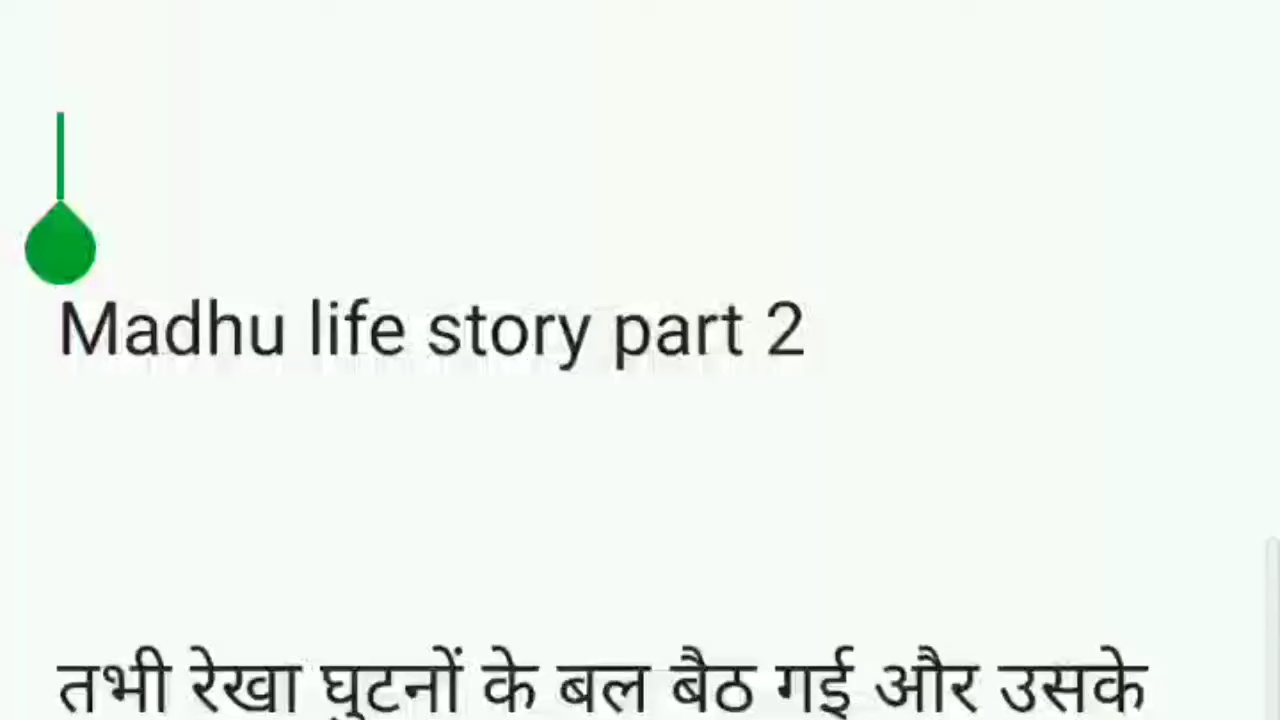 Madhu life story part 2
तभी रेखा घुटनों के बल बैठ गई और उसके